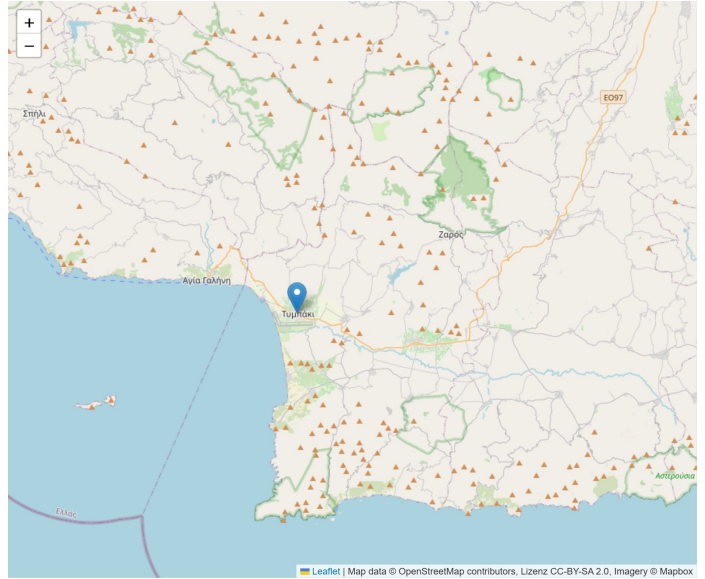 +
−
EO97
Σπήλι
Ζαρός
Αγία Γαλήνη
Τυμπάκι
Αστερούσια
Ελλάς
Leaflet | Map data © OpenStreetMap contributors, Lizenz CC-BY-SA 2.0, Imagery © Mapbox